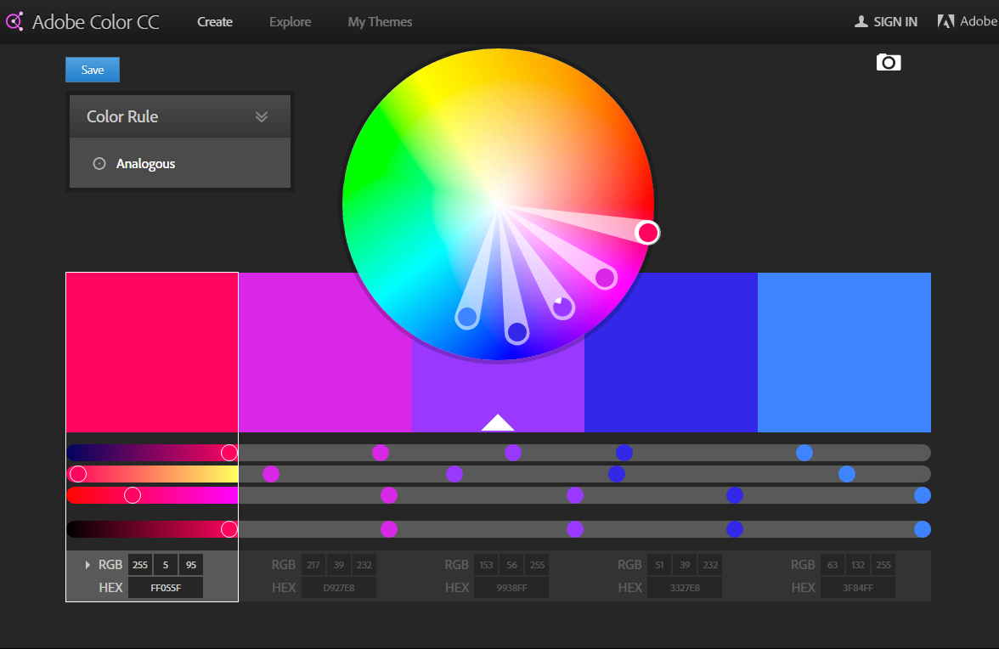 Adobe Color CC Create Explore My Themes SIGN IN Adobe
Save
Color Rule
Analogous
RGB 255 5 95 RGB 217 39 232 RGB 153 56 255 RGB 51 39 232 RGB 63 132 255
HEX FF055F HEX D927E8 HEX 9938FF HEX 3327E8 HEX 3F84FF